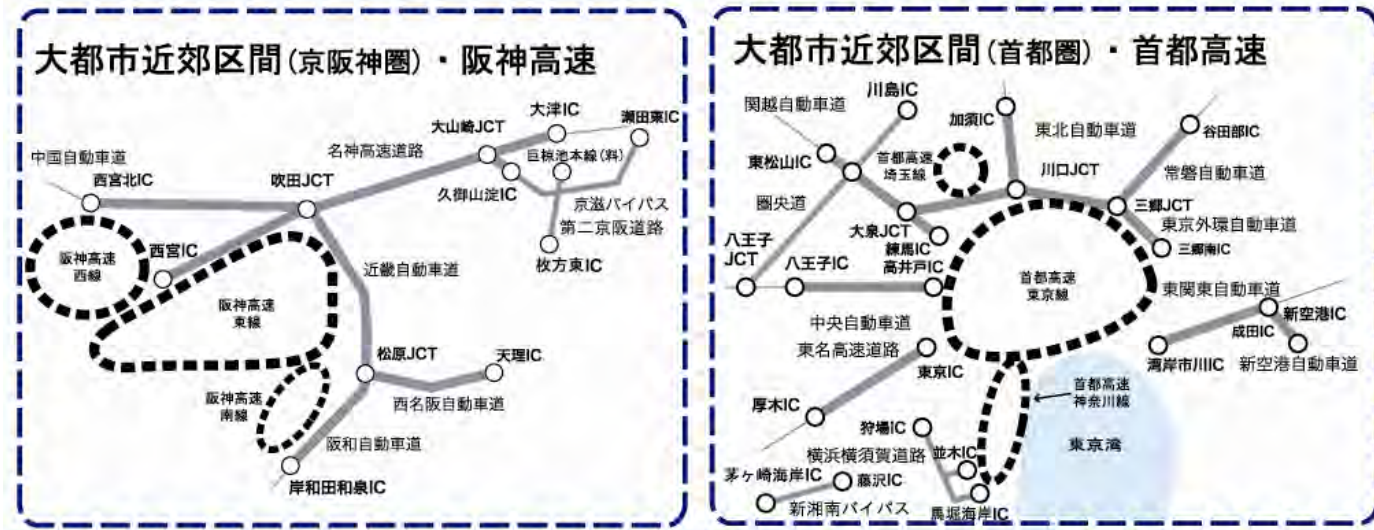 大都市近郊区間(京阪神圏)・阪神高速
大津IC
瀬田東IC
大山崎JCT
名神高速道路
巨椋池本線(料)
中国自動車道
西宮北IC
吹田JCT
久御山淀IC
京滋バイパス
第二京阪道路
西宮IC
阪神高速
西線
近畿自動車道
枚方東IC
阪神高速
東線
松原JCT
天理IC
阪神高速
南線
西名阪自動車道
阪和自動車道
岸和田和泉IC
大都市近郊区間(首都圏)・首都高速
川島IC
関越自動車道
加須IC
東北自動車道
谷田部IC
東松山IC
首都高速
埼玉線
川口JCT
常磐自動車道
圏央道
三郷JCT
大泉JCT
東京外環自動車道
八王子
JCT
練馬IC
三郷南IC
八王子IC
高井戸IC
首都高速
東京線
東関東自動車道
新空港IC
中央自動車道
成田IC
東名高速道路
東京IC
湾岸市川IC
新空港自動車道
首都高速
神奈川線
厚木IC
狩場IC
東京湾
横浜横須賀道路
並木IC
茅ヶ崎海岸IC
藤沢IC
新湘南バイパス
馬堀海岸IC